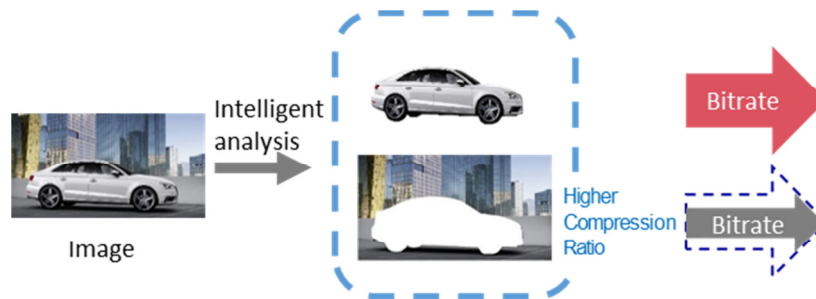 Intelligent
analysis
Image
Higher
Compression
Ratio
Bitrate
Bitrate